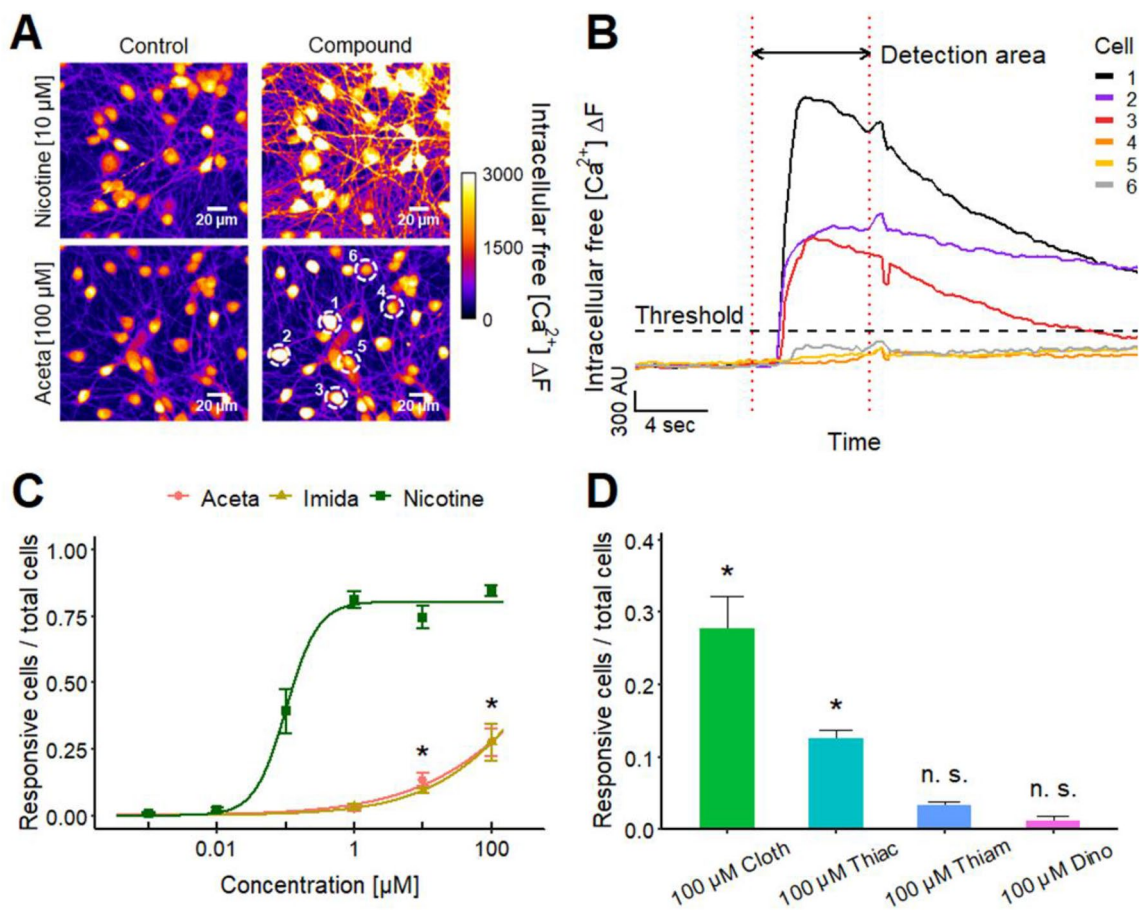 A
Control
Compound
Nicotine [10 µM]
20 µm
20 µm
Aceta [100 µM]
20 µm
6
4
1
2
5
3
20 µm
3000
1500
0
Intracellular free [Ca2+] ΔF
B
Detection area
Cell
1
2
3
4
5
6
Threshold
Intracellular free [Ca2+] ΔF
300 AU
4 sec
Time
C
Aceta
Imida
Nicotine
Responsive cells / total cells
1.00
0.75
0.50
0.25
0.00
*
*
0.01
1
100
Concentration [µM]
D
Responsive cells / total cells
0.4
0.3
0.2
0.1
0.0
*
*
n. s.
n. s.
100 µM Cloth
100 µM Thiac
100 µM Thiam
100 µM Dino